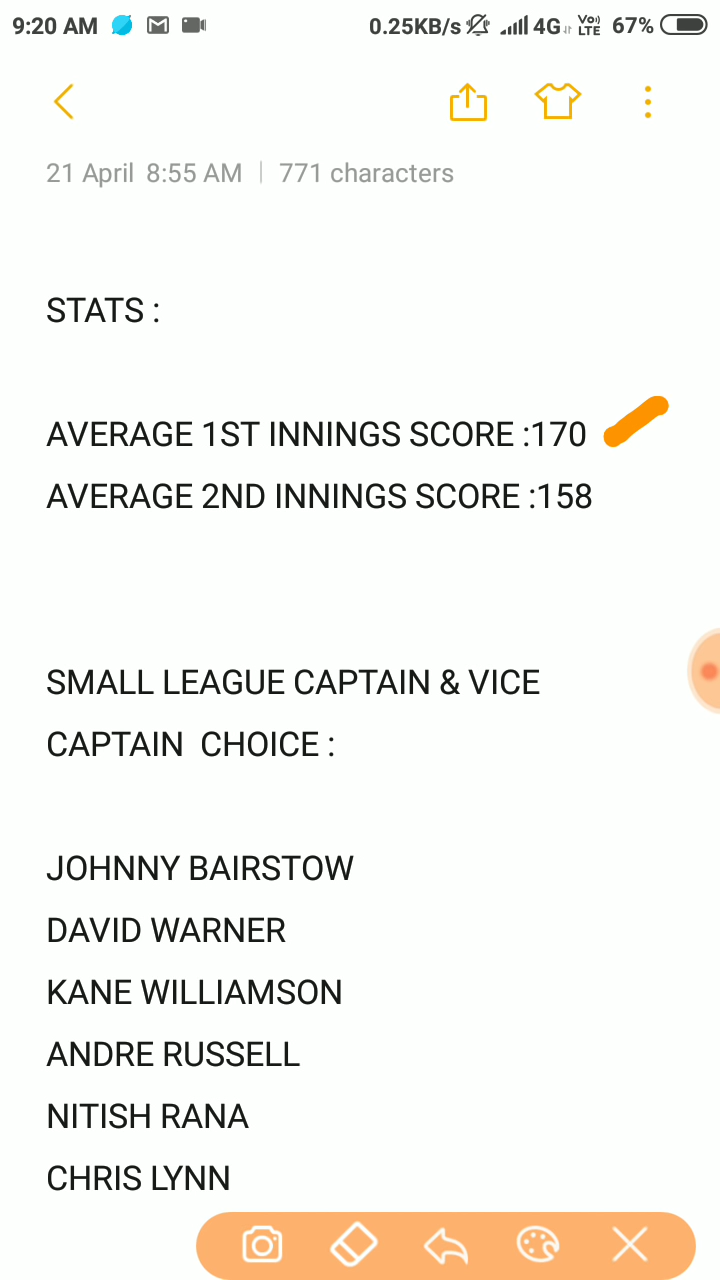 9:20 AM 0.25KB/s 4G VoLTE 67%
21 April 8:55 AM | 771 characters
STATS :
AVERAGE 1ST INNINGS SCORE :170
AVERAGE 2ND INNINGS SCORE :158
SMALL LEAGUE CAPTAIN & VICE
CAPTAIN CHOICE :
JOHNNY BAIRSTOW
DAVID WARNER
KANE WILLIAMSON
ANDRE RUSSELL
NITISH RANA
CHRIS LYNN